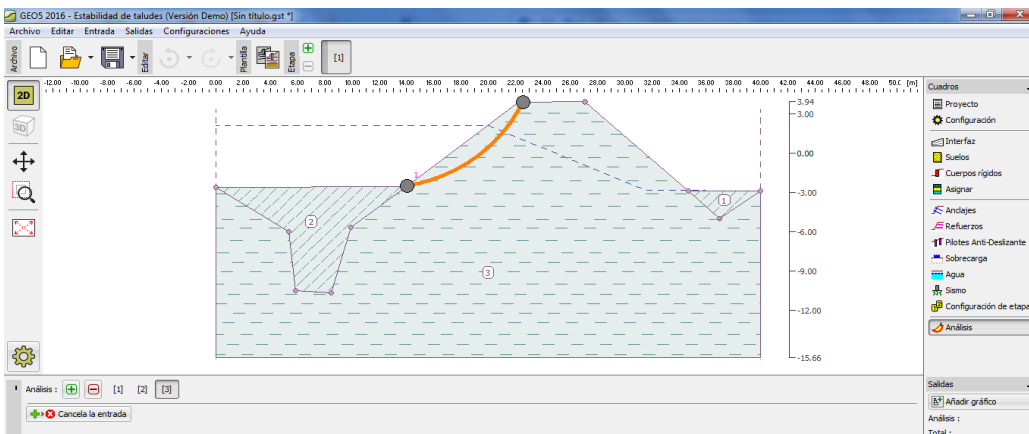 GEO5 2016 - Estabilidad de taludes (Versión Demo) [Sin título.gst *]
Archivo Editar Entrada Salidas Configuraciones Ayuda
Archivo Editar Plantilla Etapa [1]
-12.00 -10.00 -8.00 -6.00 -4.00 -2.00 0.00 2.00 4.00 6.00 8.00 10.00 12.00 14.00 16.00 18.00 20.00 22.00 24.00 26.00 28.00 30.00 32.00 34.00 36.00 38.00 40.00 42.00 44.00 46.00 48.00 50.( [m]
2D
3D
3.94
3.00
0.00
-3.00
-6.00
-9.00
-12.00
-15.66
1
1
2
3
Cuadros
Proyecto
Configuración
Interfaz
Suelos
Cuerpos rígidos
Asignar
Anclajes
Refuerzos
Pilotes Anti-Deslizante
Sobrecarga
Agua
Sismo
Configuración de etapa
Análisis
Análisis : [1] [2] [3]
Cancela la entrada
Salidas
Añadir gráfico
Análisis :
Total :